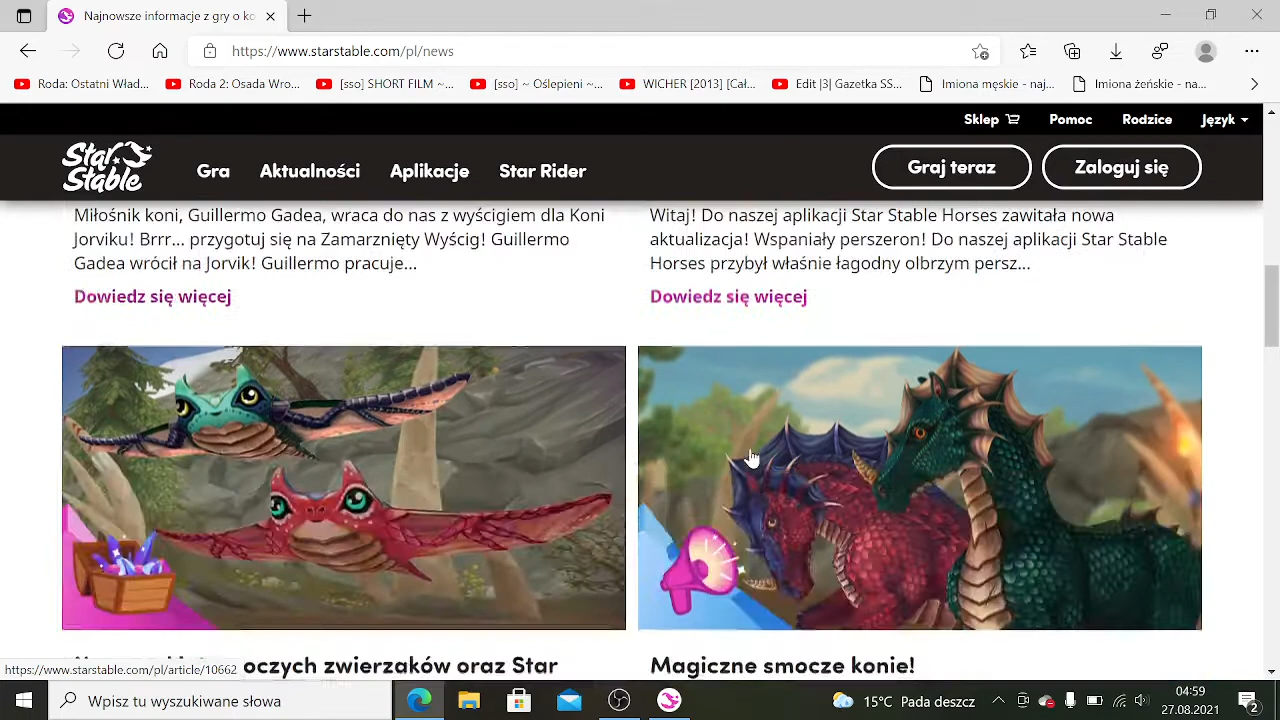 Najnowsze informacje z gry o ko
https://www.starstable.com/pl/news
Roda: Ostatni Wład...
Roda 2: Osada Wro...
[sso] SHORT FILM ~...
[sso] ~ Oślepieni ~...
WICHER [2013] [Cał...
Edit |3| Gazetka SS...
Imiona męskie - naj...
Imiona żeńskie - na...
Sklep
Pomoc
Rodzice
Język
Star Stable
Gra
Aktualności
Aplikacje
Star Rider
Graj teraz
Zaloguj się
Miłośnik koni, Guillermo Gadea, wraca do nas z wyścigiem dla Koni
Jorviku! Brrr... przygotuj się na Zamarznięty Wyścig! Guillermo
Gadea wrócił na Jorvik! Guillermo pracuje...
Dowiedz się więcej
Witaj! Do naszej aplikacji Star Stable Horses zawitała nowa
aktualizacja! Wspaniały perszeron! Do naszej aplikacji Star Stable
Horses przybył właśnie łagodny olbrzym persz...
Dowiedz się więcej
oczych zwierzaków oraz Star
Magiczne smocze konie!
https://www.starstable.com/pl/article/10662
Wpisz tu wyszukiwane słowa
15°C Pada deszcz
04:59
27.08.2021
2